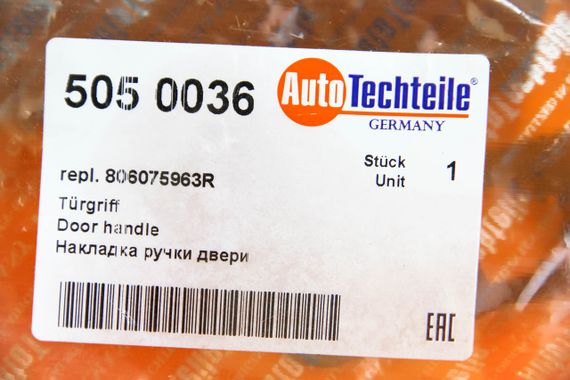 505 0036
AutoTechteile®
GERMANY
repl. 806075963R
Stück
Unit
1
Türgriff
Door handle
Накладка ручки двери
EAC